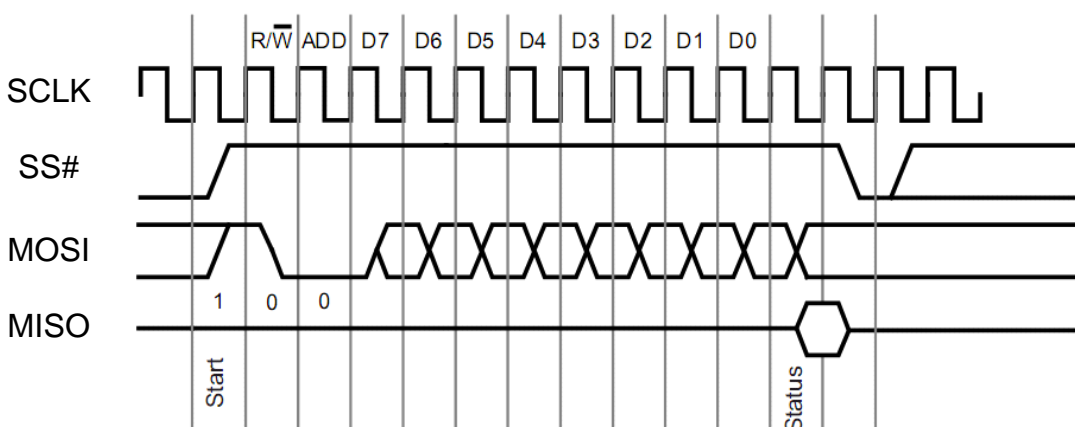 R/W̅ ADD D7 D6 D5 D4 D3 D2 D1 D0
SCLK
SS#
MOSI
1 0 0
MISO
Start
Status